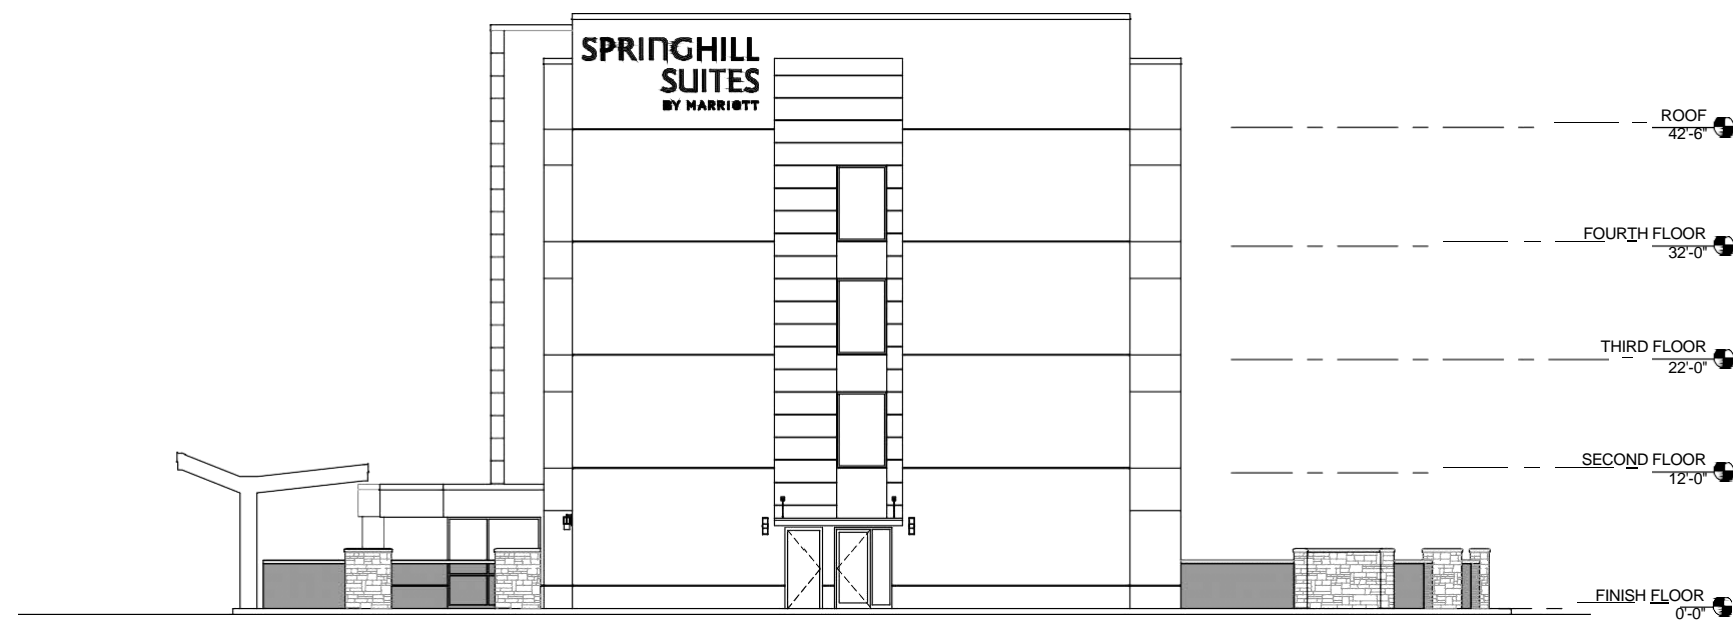 SPRINGHILL
SUITES
BY MARRIOTT
ROOF
42'-6"
FOURTH FLOOR
32'-0"
THIRD FLOOR
22'-0"
SECOND FLOOR
12'-0"
FINISH FLOOR
0'-0"